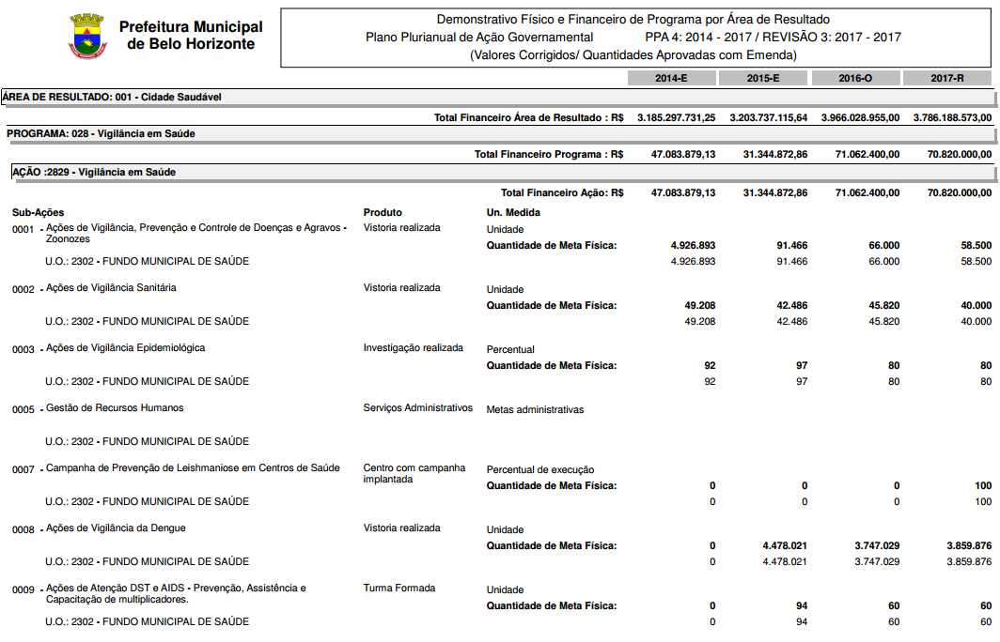 Prefeitura Municipal
de Belo Horizonte
Demonstrativo Físico e Financeiro de Programa por Área de Resultado
Plano Plurianual de Ação Governamental PPA 4: 2014 - 2017 / REVISÃO 3: 2017 - 2017
(Valores Corrigidos/ Quantidades Aprovadas com Emenda)
2014-E 2015-E 2016-O 2017-R
ÁREA DE RESULTADO: 001 - Cidade Saudável
Total Financeiro Área de Resultado : R$ 3.185.297.731,25 3.203.737.115,64 3.966.028.955,00 3.786.188.573,00
PROGRAMA: 028 - Vigilância em Saúde
Total Financeiro Programa : R$ 47.083.879,13 31.344.872,86 71.062.400,00 70.820.000,00
AÇÃO :2829 - Vigilância em Saúde
Total Financeiro Ação: R$ 47.083.879,13 31.344.872,86 71.062.400,00 70.820.000,00
Sub-Ações Produto Un. Medida
0001 - Ações de Vigilância, Prevenção e Controle de Doenças e Agravos - Vistoria realizada Unidade
Zoonozes
Quantidade de Meta Física: 4.926.893 91.466 66.000 58.500
U.O.: 2302 - FUNDO MUNICIPAL DE SAÚDE 4.926.893 91.466 66.000 58.500
0002 - Ações de Vigilância Sanitária Vistoria realizada Unidade
Quantidade de Meta Física: 49.208 42.486 45.820 40.000
U.O.: 2302 - FUNDO MUNICIPAL DE SAÚDE 49.208 42.486 45.820 40.000
0003 - Ações de Vigilância Epidemiológica Investigação realizada Percentual
Quantidade de Meta Física: 92 97 80 80
U.O.: 2302 - FUNDO MUNICIPAL DE SAÚDE 92 97 80 80
0005 - Gestão de Recursos Humanos Serviços Administrativos Metas administrativas
U.O.: 2302 - FUNDO MUNICIPAL DE SAÚDE
0007 - Campanha de Prevenção de Leishmaniose em Centros de Saúde Centro com campanha Percentual de execução
implantada
Quantidade de Meta Física: 0 0 0 100
U.O.: 2302 - FUNDO MUNICIPAL DE SAÚDE 0 0 0 100
0008 - Ações de Vigilância da Dengue Vistoria realizada Unidade
Quantidade de Meta Física: 0 4.478.021 3.747.029 3.859.876
U.O.: 2302 - FUNDO MUNICIPAL DE SAÚDE 0 4.478.021 3.747.029 3.859.876
0009 - Ações de Atenção DST e AIDS - Prevenção, Assistência e Turma Formada Unidade
Capacitação de multiplicadores.
Quantidade de Meta Física: 0 94 60 60
U.O.: 2302 - FUNDO MUNICIPAL DE SAÚDE 0 94 60 60